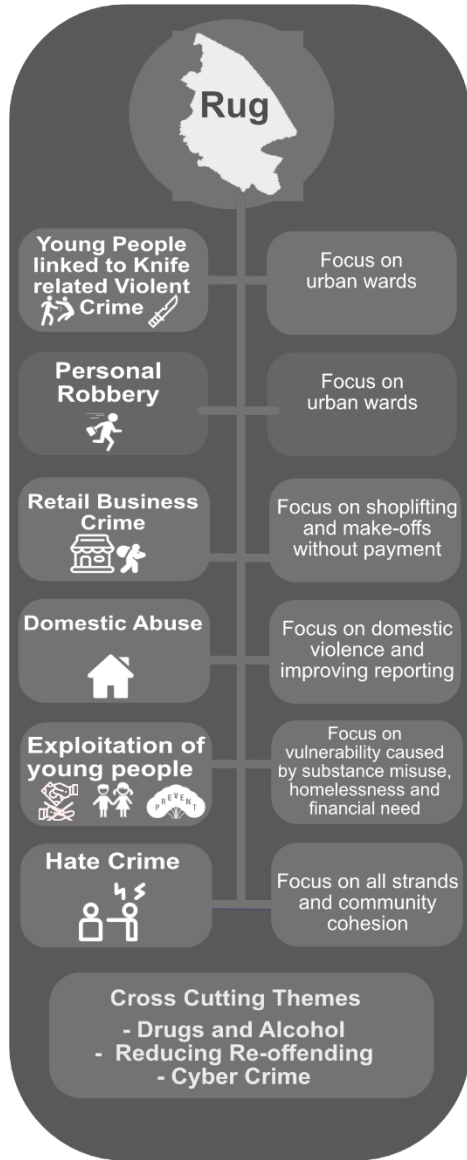 Rug
Young People
linked to Knife
related Violent
Crime
Focus on
urban wards
Personal
Robbery
Focus on
urban wards
Retail Business
Crime
Focus on shoplifting
and make-offs
without payment
Domestic Abuse
Focus on domestic
violence and
improving reporting
Exploitation of
young people
PREVENT
Focus on
vulnerability caused
by substance misuse,
homelessness and
financial need
Hate Crime
Focus on all strands
and community
cohesion
Cross Cutting Themes
- Drugs and Alcohol
- Reducing Re-offending
- Cyber Crime